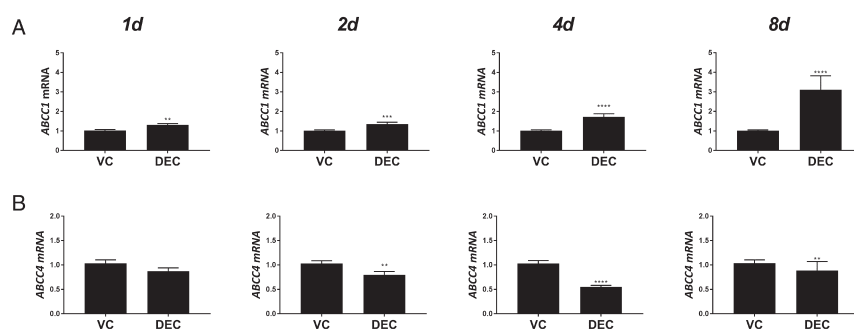 A 1d 2d 4d 8d
ABCC1 mRNA 5 4 3 2 1 0 ** VC DEC
ABCC1 mRNA 5 4 3 2 1 0 *** VC DEC
ABCC1 mRNA 5 4 3 2 1 0 **** VC DEC
ABCC1 mRNA 5 4 3 2 1 0 **** VC DEC
B
ABCC4 mRNA 2.0 1.5 1.0 0.5 0.0 VC DEC
ABCC4 mRNA 2.0 1.5 1.0 0.5 0.0 ** VC DEC
ABCC4 mRNA 2.0 1.5 1.0 0.5 0.0 **** VC DEC
ABCC4 mRNA 2.0 1.5 1.0 0.5 0.0 ** VC DEC